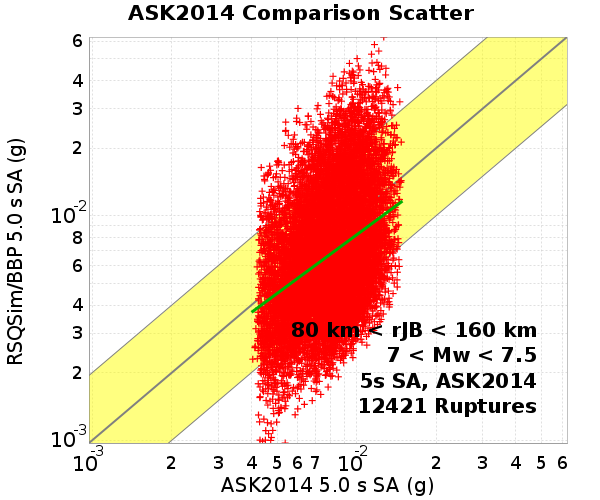 ASK2014 Comparison Scatter
RSQSim/BBP 5.0 s SA (g)
6
4
3
2
10-2
8
6
4
3
2
10-3
80 km < rJB < 160 km
7 < Mw < 7.5
5s SA, ASK2014
12421 Ruptures
10-3 2 3 4 5 6 7 10-2 2 3 4 5 6
ASK2014 5.0 s SA (g)